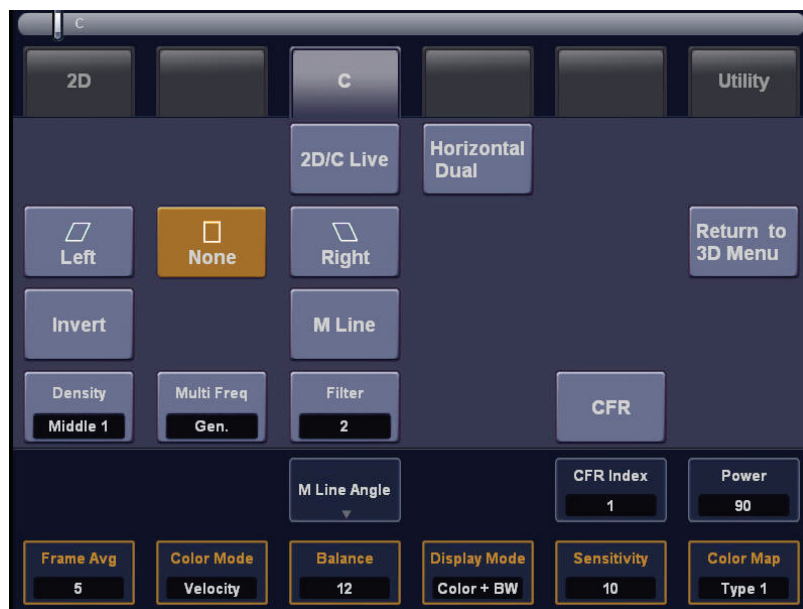 C
2D
C
Utility
2D/C Live
Horizontal
Dual
Left
None
Right
Return to
3D Menu
Invert
M Line
Density
Middle 1
Multi Freq
Gen.
Filter
2
CFR
M Line Angle
CFR Index
1
Power
90
Frame Avg
5
Color Mode
Velocity
Balance
12
Display Mode
Color + BW
Sensitivity
10
Color Map
Type 1